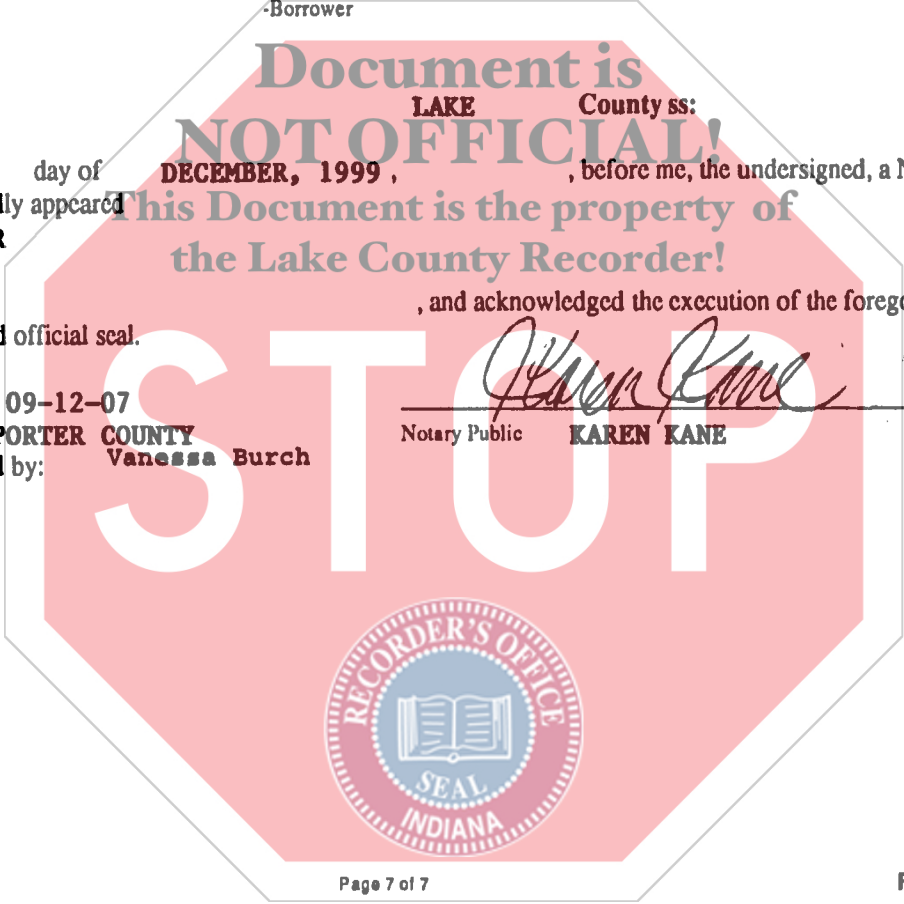 -Borrower
Document is
LAKE County ss:
NOT OFFICIAL!
day of DECEMBER, 1999 , , before me, the undersigned, a N
lly appeared
This Document is the property of
R
the Lake County Recorder!
, and acknowledged the execution of the forego
d official seal.
STOP
Karen Kane
09-12-07
PORTER COUNTY
Notary Public KAREN KANE
d by: Vanessa Burch
RECORDER'S OFFICE
SEAL
INDIANA
Page 7 of 7